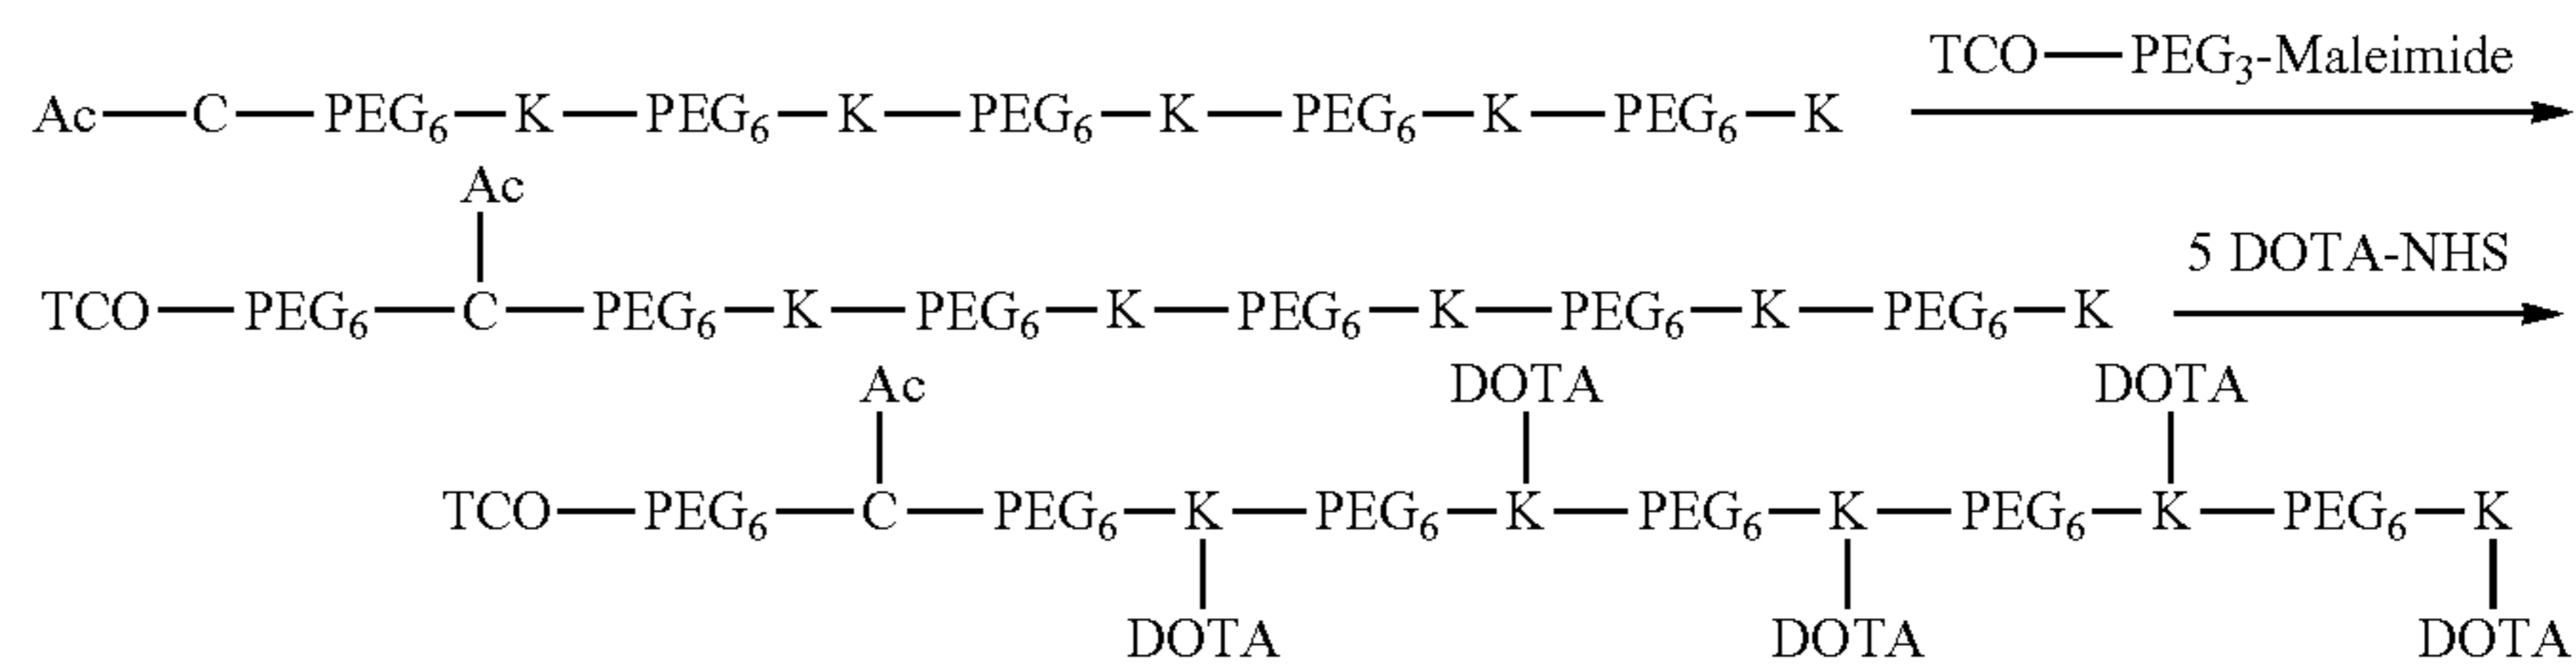 TCO—PEG₃-Maleimide
Ac—C—PEG₆—K—PEG₆—K—PEG₆—K—PEG₆—K—PEG₆—K
Ac
5 DOTA-NHS
TCO—PEG₆—C—PEG₆—K—PEG₆—K—PEG₆—K—PEG₆—K—PEG₆—K
Ac DOTA DOTA
TCO—PEG₆—C—PEG₆—K—PEG₆—K—PEG₆—K—PEG₆—K—PEG₆—K
DOTA DOTA DOTA